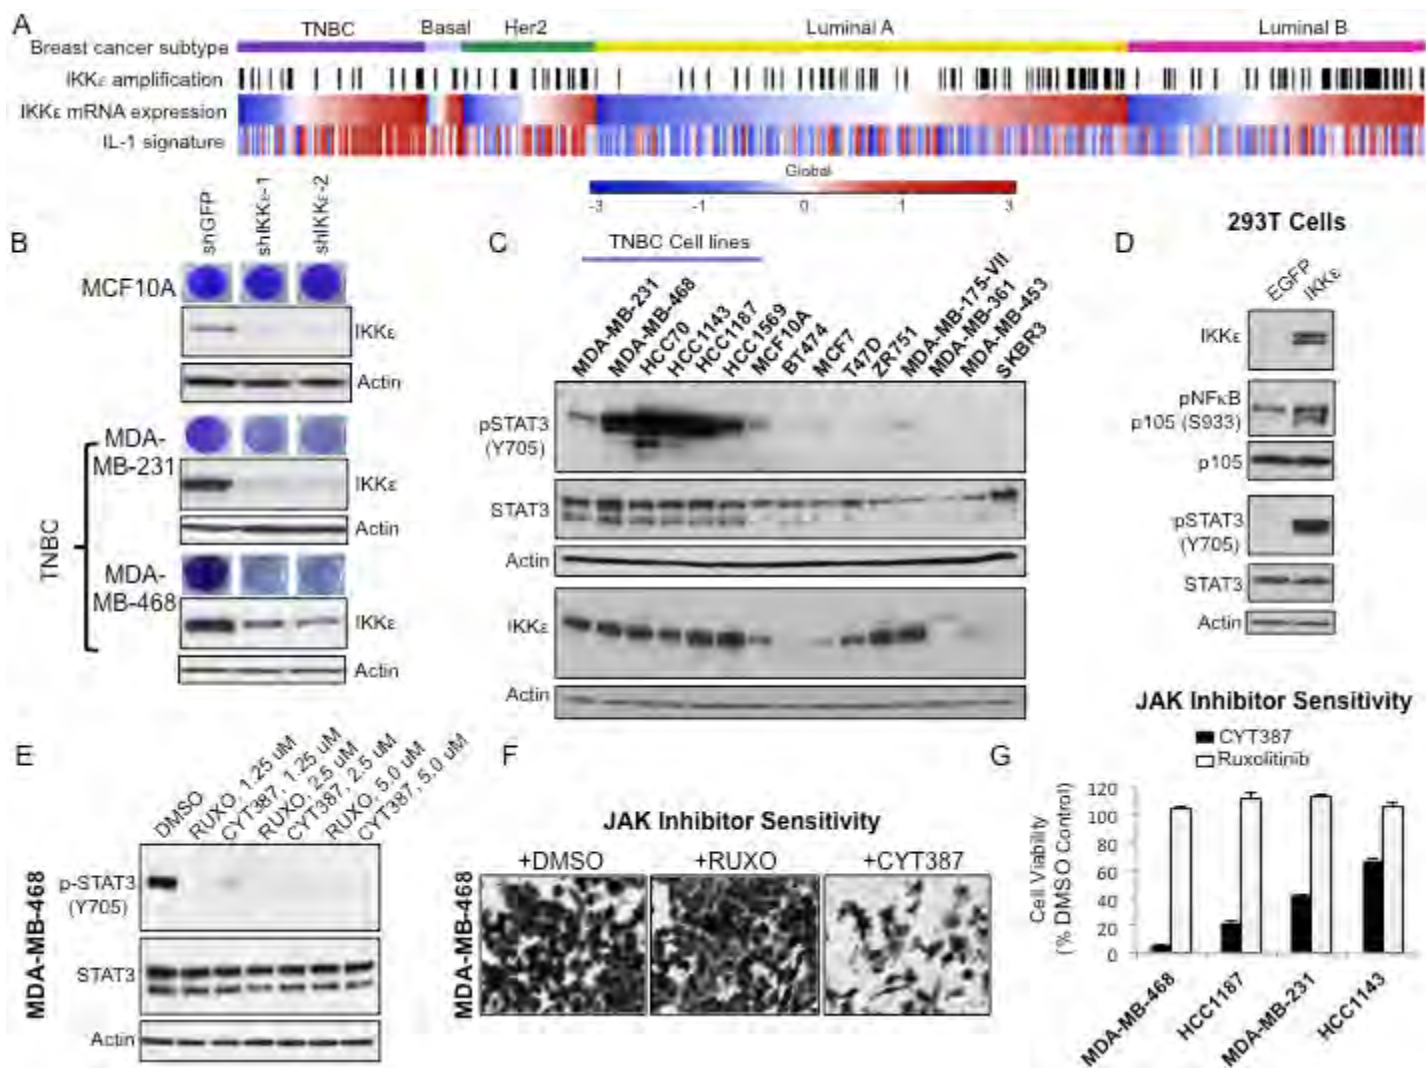 A
TNBC Basal Her2 Luminal A Luminal B
Breast cancer subtype
IKKε amplification
IKKε mRNA expression
IL-1 signature
Global
-3 -1 0 1 3
B
shGFP shIKKε-1 shIKKε-2
MCF10A
IKKε
Actin
TNBC
MDA-
MB-231
IKKε
Actin
MDA-
MB-468
IKKε
Actin
C
TNBC Cell lines
MDA-MB-231 MDA-MB-468 HCC70 HCC1143 HCC1187 HCC1569 MCF10A BT474 MCF7 T47D ZR751 MDA-MB-175-VII MDA-MB-361 MDA-MB-453 SKBR3
pSTAT3
(Y705)
STAT3
Actin
IKKε
Actin
D
293T Cells
EGFP IKKε
IKKε
pNFκB
p105 (S933)
p105
pSTAT3
(Y705)
STAT3
Actin
E
DMSO RUXO, 1.25 uM CYT387, 1.25 uM RUXO, 2.5 uM CYT387, 2.5 uM RUXO, 5.0 uM CYT387, 5.0 uM
MDA-MB-468
p-STAT3
(Y705)
STAT3
Actin
F
JAK Inhibitor Sensitivity
+DMSO +RUXO +CYT387
MDA-MB-468
G
JAK Inhibitor Sensitivity
CYT387
Ruxolitinib
Cell Viability
(% DMSO Control)
120
100
80
60
40
20
0
MDA-MB-468 HCC1187 MDA-MB-231 HCC1143